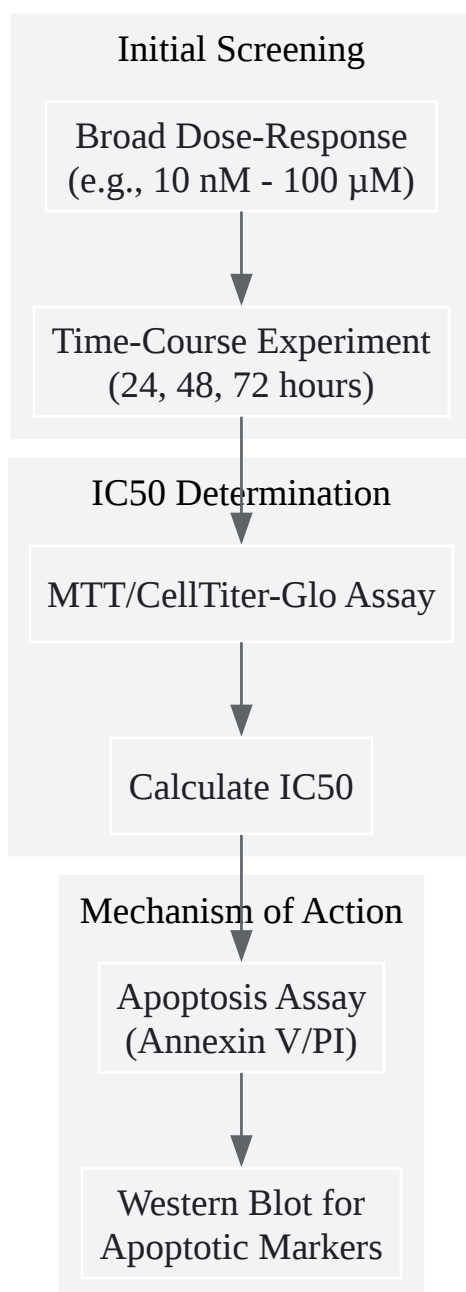 Initial Screening
Broad Dose-Response
(e.g., 10 nM - 100 µM)
Time-Course Experiment
(24, 48, 72 hours)
IC50 Determination
MTT/CellTiter-Glo Assay
Calculate IC50
Mechanism of Action
Apoptosis Assay
(Annexin V/PI)
Western Blot for
Apoptotic Markers